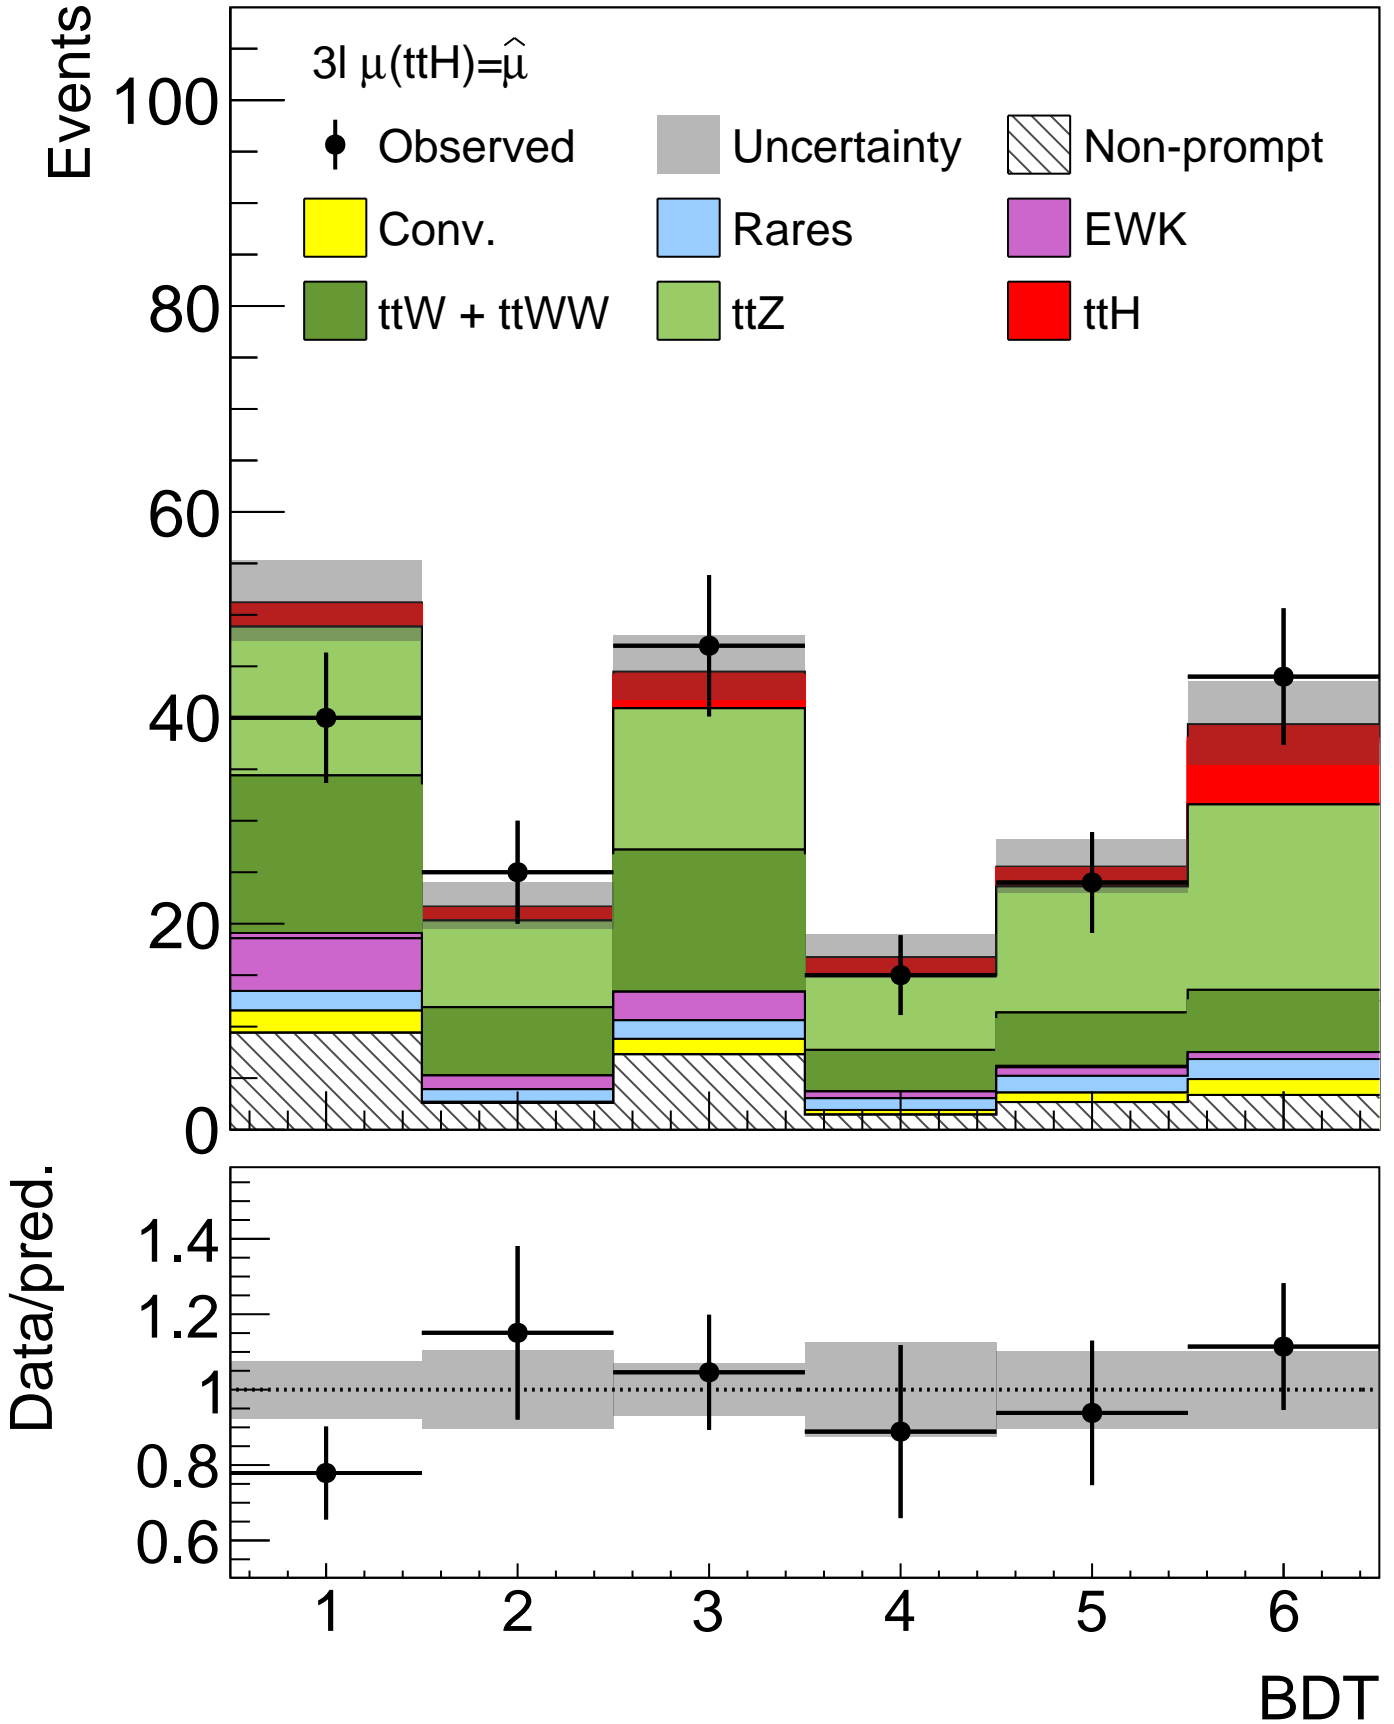 Events
3l μ(ttH)=μ̂
Observed Uncertainty Non-prompt
Conv. Rares EWK
ttW + ttWW ttZ ttH
100
80
60
40
20
0
Data/pred.
1.4
1.2
1
0.8
0.6
1 2 3 4 5 6
BDT